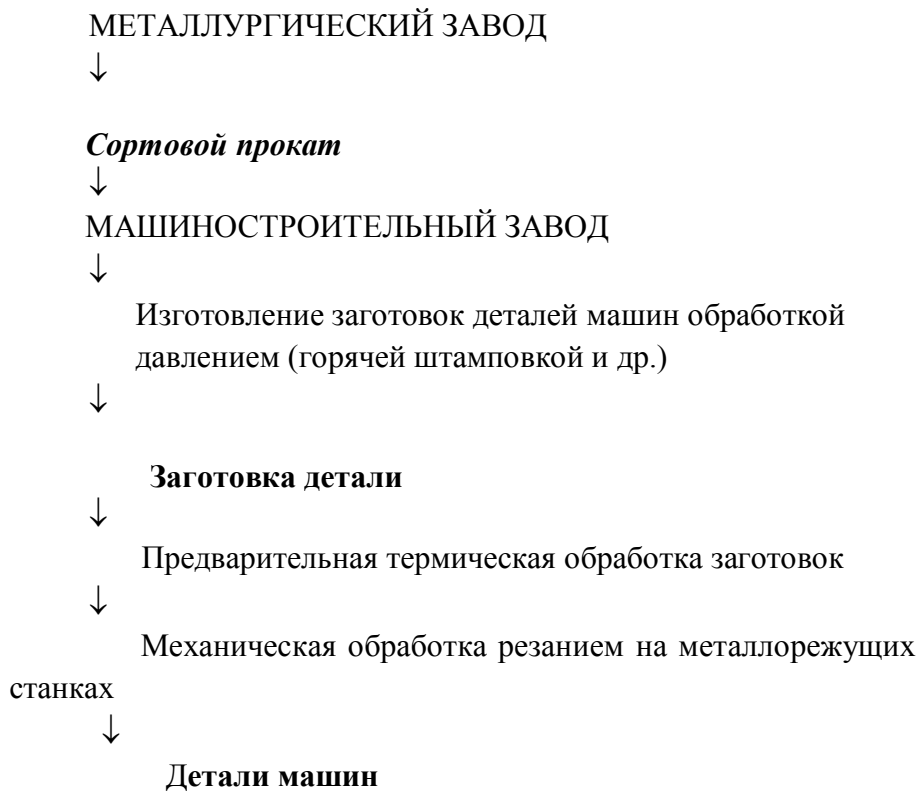 МЕТАЛЛУРГИЧЕСКИЙ ЗАВОД
↓
Сортовой прокат
↓
МАШИНОСТРОИТЕЛЬНЫЙ ЗАВОД
↓
Изготовление заготовок деталей машин обработкой
давлением (горячей штамповкой и др.)
↓
Заготовка детали
↓
Предварительная термическая обработка заготовок
↓
Механическая обработка резанием на металлорежущих
станках
↓
Детали машин